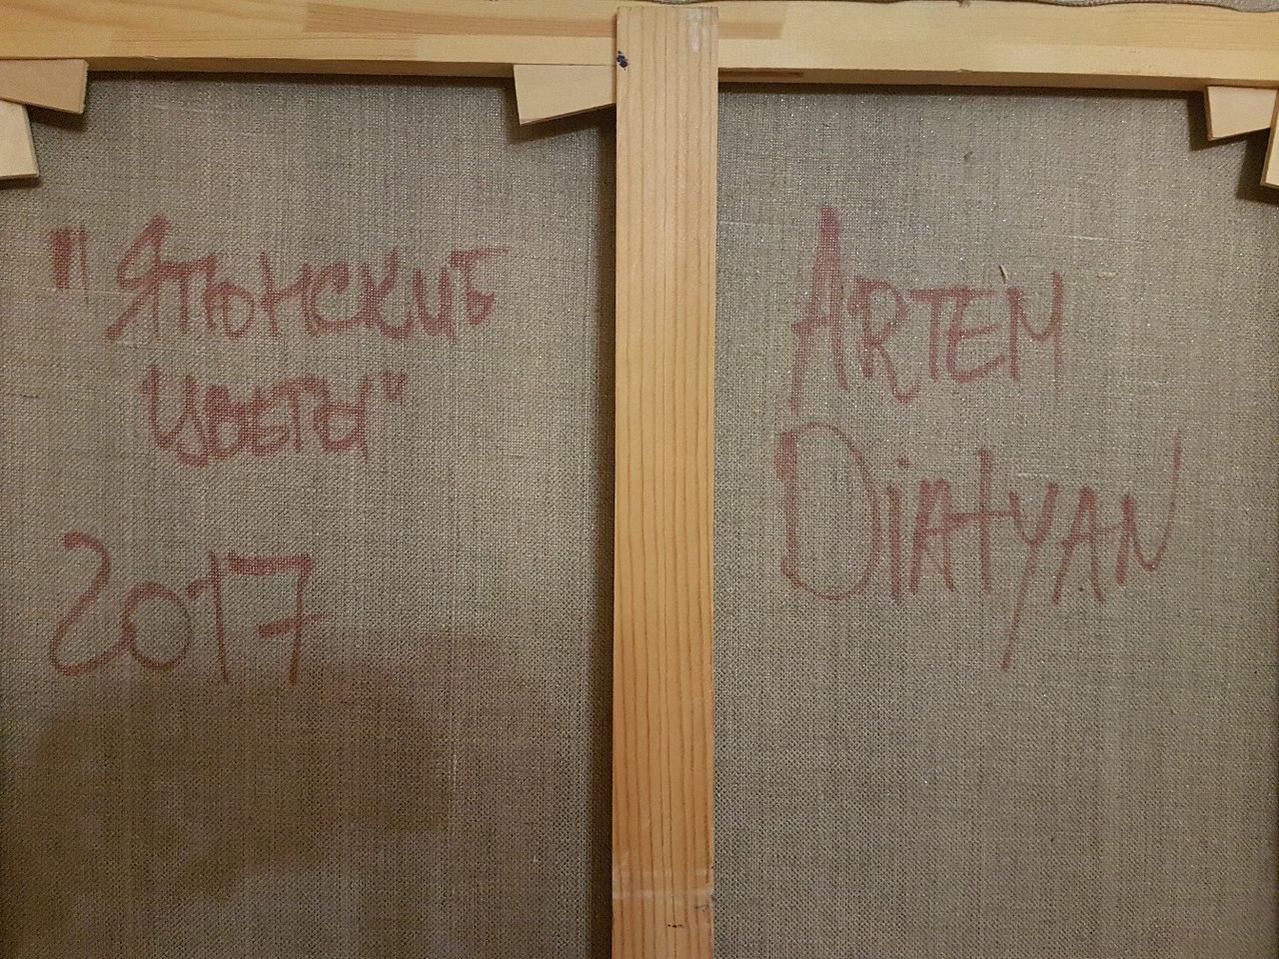 "Японские
цветы"
2017
Artem
Diatyan